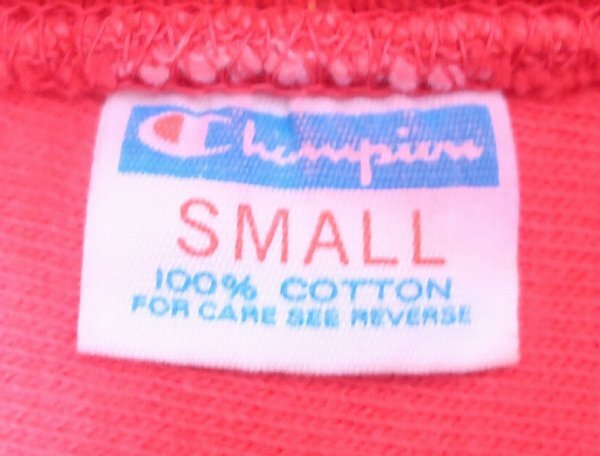 Champion
SMALL
100% COTTON
FOR CARE SEE REVERSE